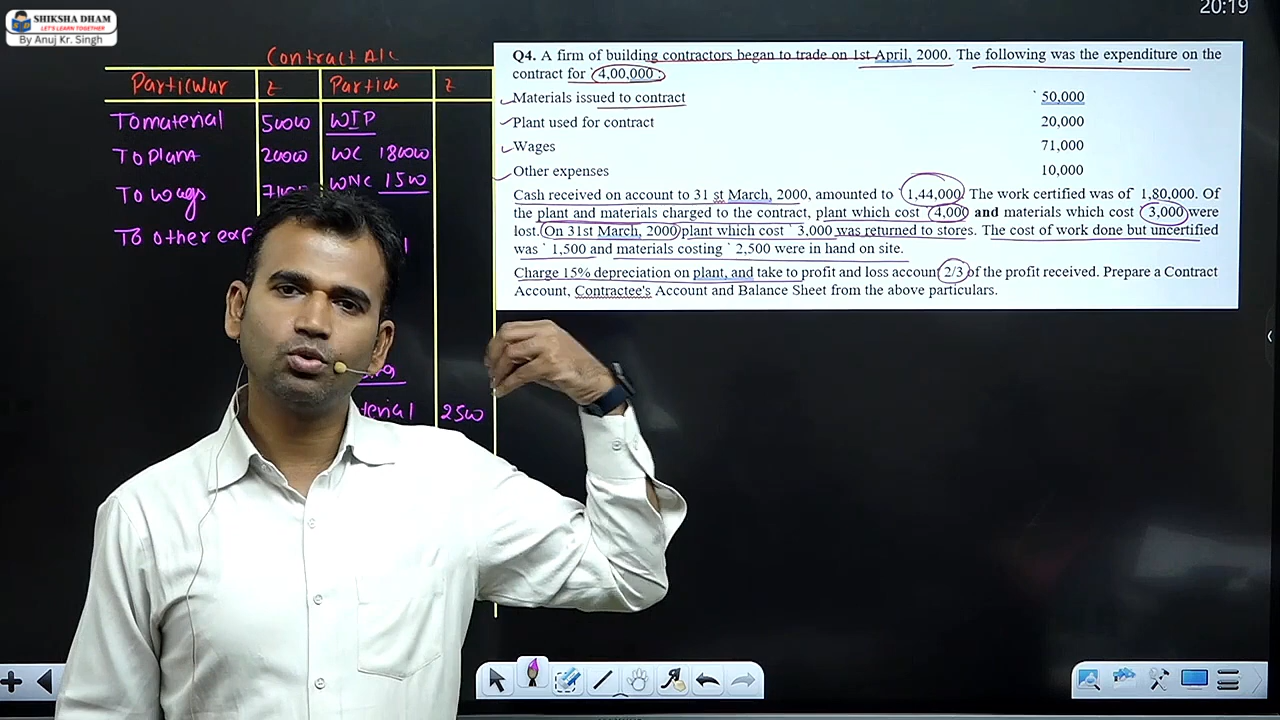 20:19
SHIKSHA DHAM
LET'S LEARN TOGETHER
By Anuj Kr. Singh
Contract A/c
Particular ₹ Particu ₹
To material 50000 WIP
To plant 20000 WC 180000
To wages WNC 1500
To other exp
terial 2500
Q4. A firm of building contractors began to trade on 1st April, 2000. The following was the expenditure on the
contract for ` 4,00,000 .
Materials issued to contract ` 50,000
Plant used for contract 20,000
Wages 71,000
Other expenses 10,000
Cash received on account to 31 st March, 2000, amounted to ` 1,44,000. The work certified was of ` 1,80,000. Of
the plant and materials charged to the contract, plant which cost ` 4,000 and materials which cost ` 3,000 were
lost. On 31st March, 2000 plant which cost ` 3,000 was returned to stores. The cost of work done but uncertified
was ` 1,500 and materials costing ` 2,500 were in hand on site.
Charge 15% depreciation on plant, and take to profit and loss account 2/3 of the profit received. Prepare a Contract
Account, Contractee's Account and Balance Sheet from the above particulars.